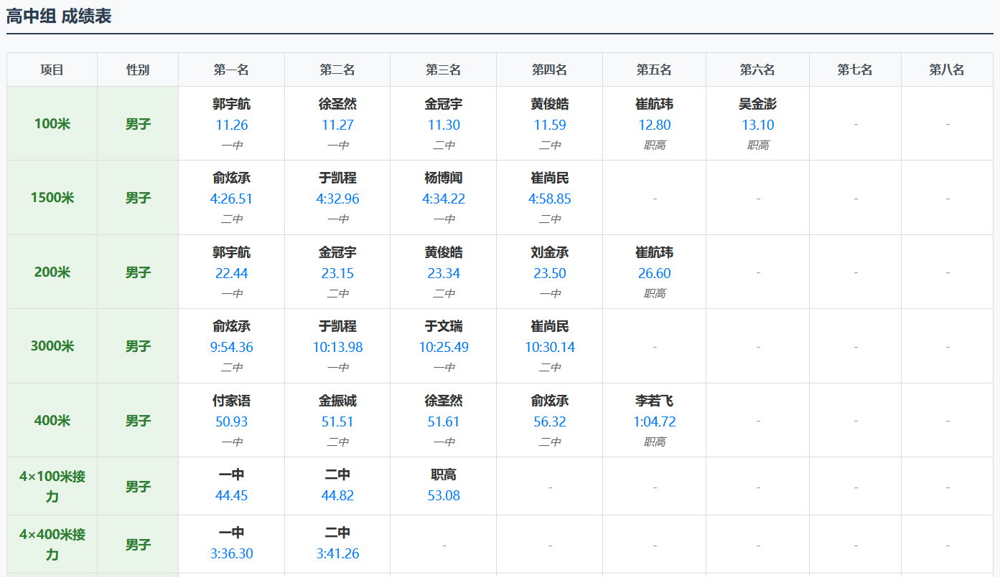 高中组 成绩表
项目 性别 第一名 第二名 第三名 第四名 第五名 第六名 第七名 第八名
100米 男子 郭宇航 徐圣然 金冠宇 黄俊皓 崔航玮 吴金澎 - -
11.26 11.27 11.30 11.59 12.80 13.10
一中 一中 二中 二中 职高 职高
1500米 男子 俞炫承 于凯程 杨博闻 崔尚民 - - - -
4:26.51 4:32.96 4:34.22 4:58.85
二中 一中 一中 二中
200米 男子 郭宇航 金冠宇 黄俊皓 刘金承 崔航玮 - - -
22.44 23.15 23.34 23.50 26.60
一中 二中 二中 一中 职高
3000米 男子 俞炫承 于凯程 于文瑞 崔尚民 - - - -
9:54.36 10:13.98 10:25.49 10:30.14
二中 一中 一中 二中
400米 男子 付家语 金振诚 徐圣然 俞炫承 李若飞 - - -
50.93 51.51 51.61 56.32 1:04.72
一中 二中 一中 二中 职高
4×100米接力 男子 一中 二中 职高 - - - - -
44.45 44.82 53.08
4×400米接力 男子 一中 二中 - - - - - -
3:36.30 3:41.26